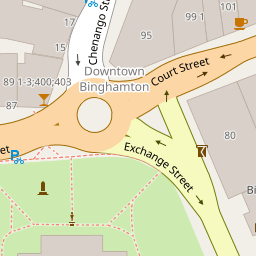 Chenango St
99 1
101
95
Downtown
Binghamton
Court Street
89 1-3;400;403
87
80
Exchange Street
et
Bi
H